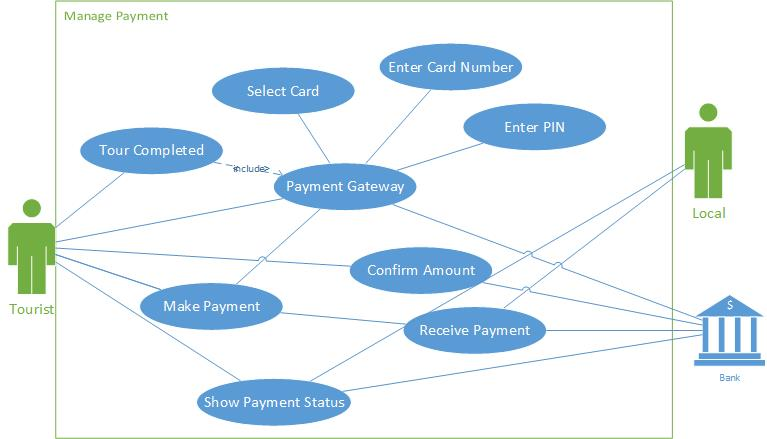 Manage Payment
Enter Card Number
Select Card
Enter PIN
Tour Completed
include>
Payment Gateway
Local
Confirm Amount
Make Payment
Tourist
$
Receive Payment
Bank
Show Payment Status